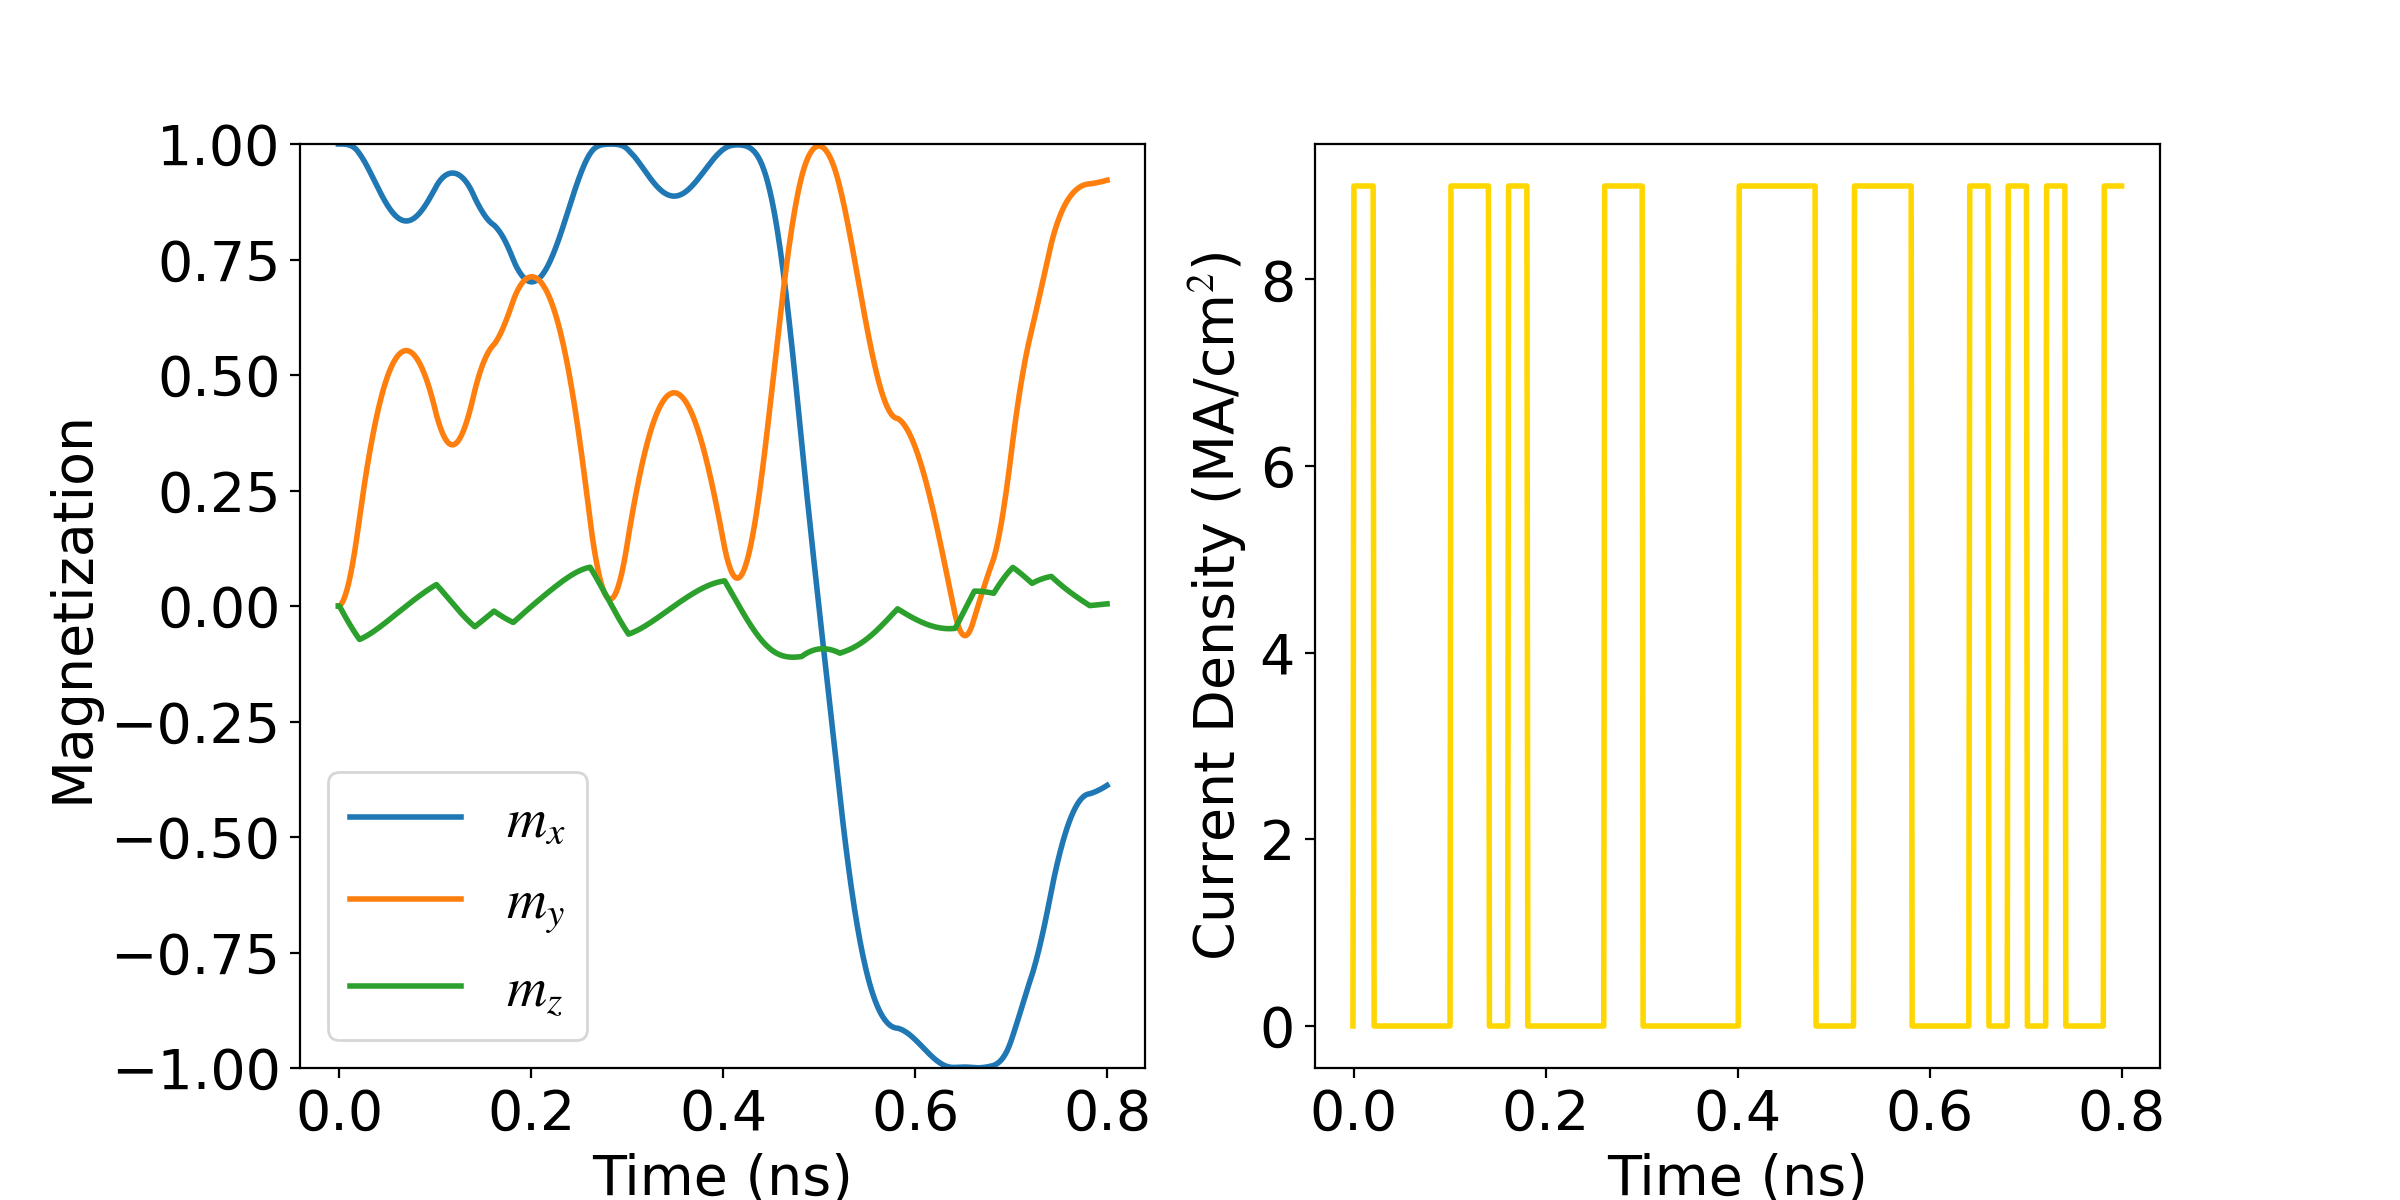 Magnetization
1.00
0.75
0.50
0.25
0.00
−0.25
−0.50
−0.75
−1.00
0.0 0.2 0.4 0.6 0.8
Time (ns)
m_x
m_y
m_z
Current Density (MA/cm²)
8
6
4
2
0
0.0 0.2 0.4 0.6 0.8
Time (ns)